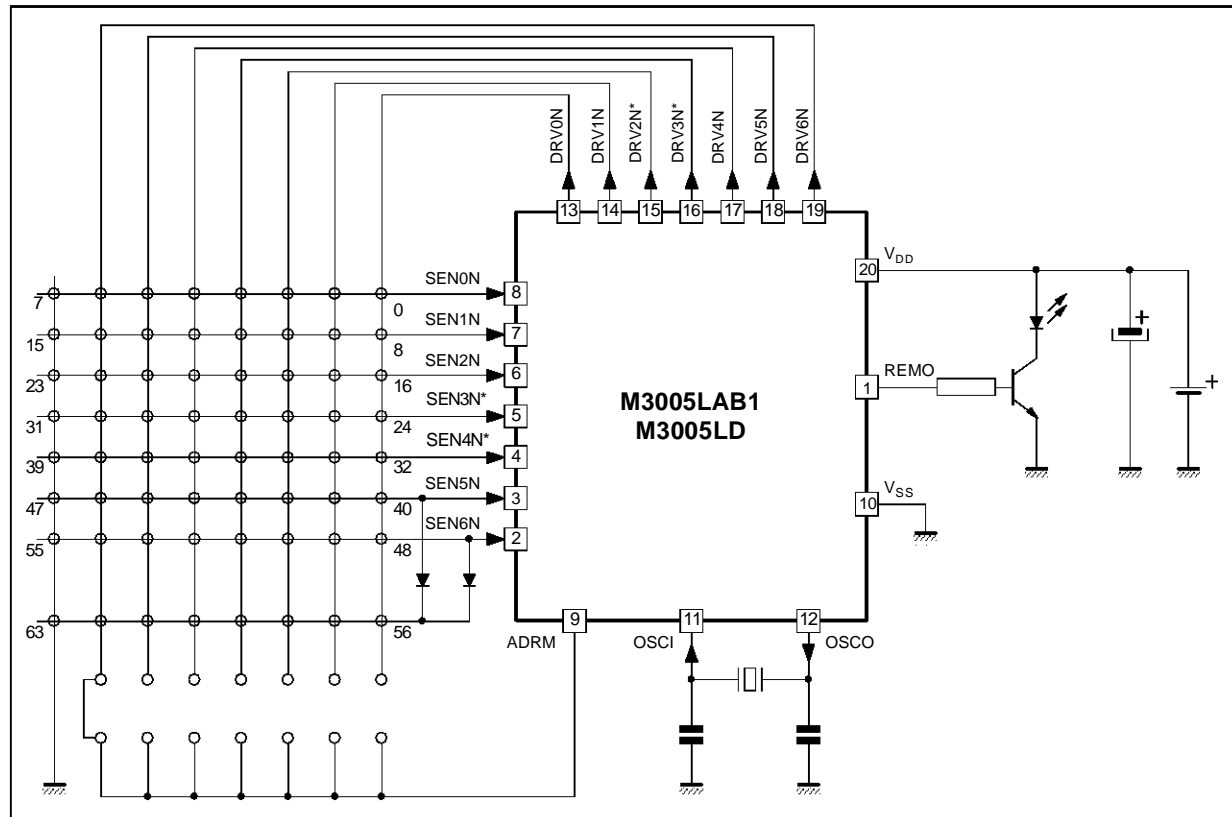 DRV0N
DRV1N
DRV2N*
DRV3N*
DRV4N
DRV5N
DRV6N
13 14 15 16 17 18 19
20 VDD
7 0 SEN0N 8
15 8 SEN1N 7
23 16 SEN2N 6
31 24 SEN3N* 5
39 32 SEN4N* 4
47 40 SEN5N 3
55 48 SEN6N 2
63 56
M3005LAB1
M3005LD
1 REMO
+
+
10 VSS
ADRM 9
OSCI 11
12 OSCO